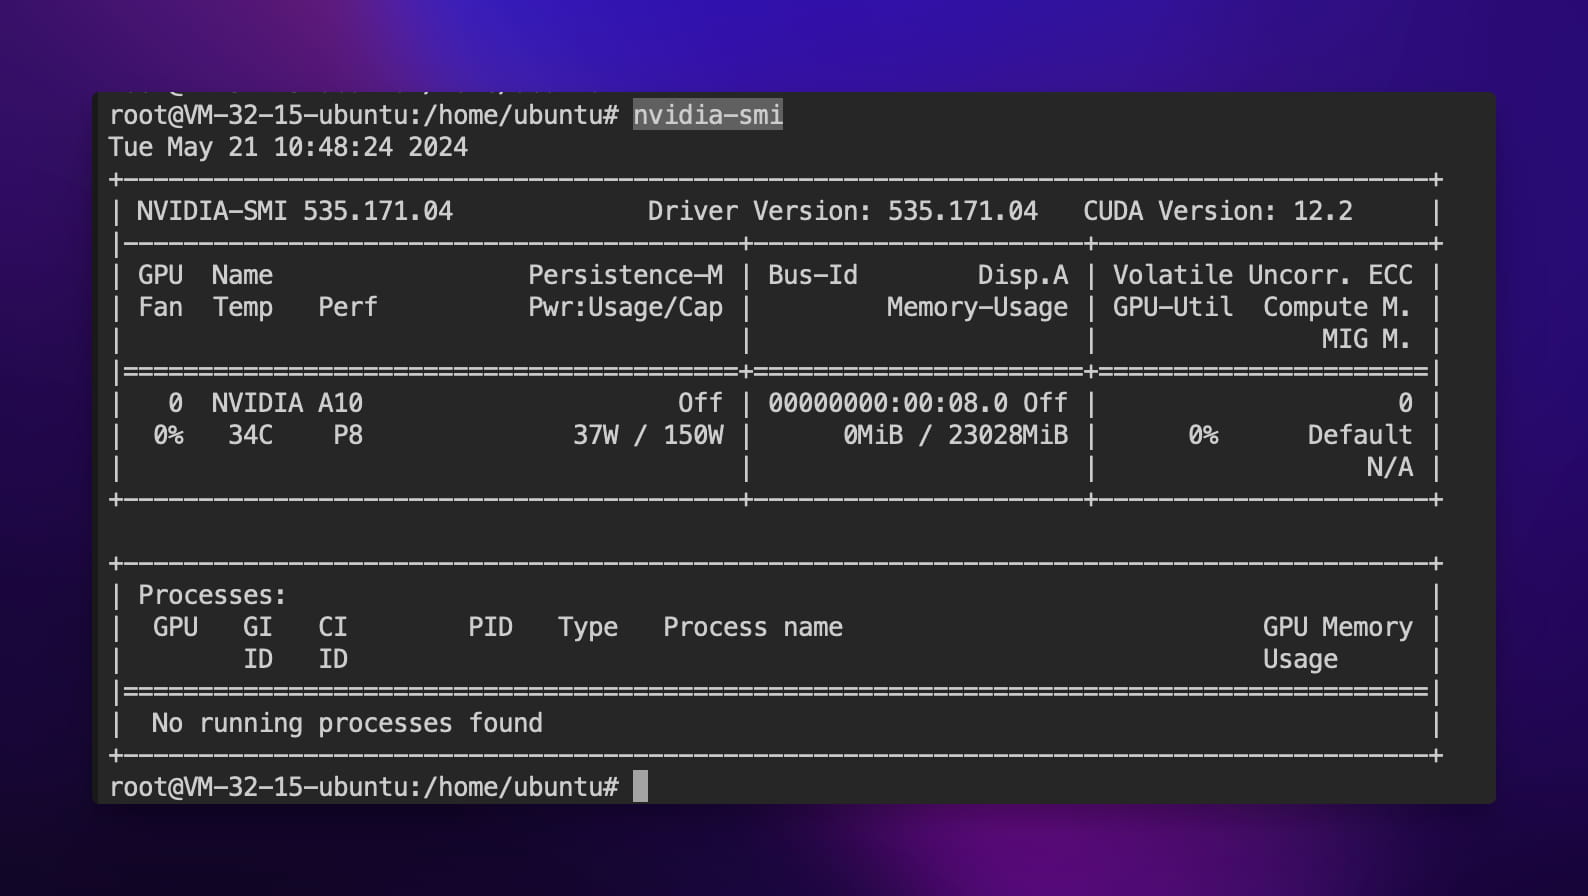 root@VM-32-15-ubuntu:/home/ubuntu# nvidia-smi
Tue May 21 10:48:24 2024
+---------------------------------------------------------------------------------------+
| NVIDIA-SMI 535.171.04             Driver Version: 535.171.04   CUDA Version: 12.2     |
|-----------------------------------------+----------------------+----------------------+
| GPU  Name                 Persistence-M | Bus-Id        Disp.A | Volatile Uncorr. ECC |
| Fan  Temp   Perf          Pwr:Usage/Cap |         Memory-Usage | GPU-Util  Compute M. |
|                                         |                      |               MIG M. |
|=========================================+======================+======================|
|   0  NVIDIA A10                     Off | 00000000:00:08.0 Off |                    0 |
|  0%   34C    P8              37W / 150W |      0MiB / 23028MiB |      0%      Default |
|                                         |                      |                  N/A |
+-----------------------------------------+----------------------+----------------------+

+---------------------------------------------------------------------------------------+
| Processes:                                                                            |
|  GPU   GI   CI        PID   Type   Process name                            GPU Memory |
|        ID   ID                                                             Usage      |
|=======================================================================================|
|  No running processes found                                                           |
+---------------------------------------------------------------------------------------+
root@VM-32-15-ubuntu:/home/ubuntu#